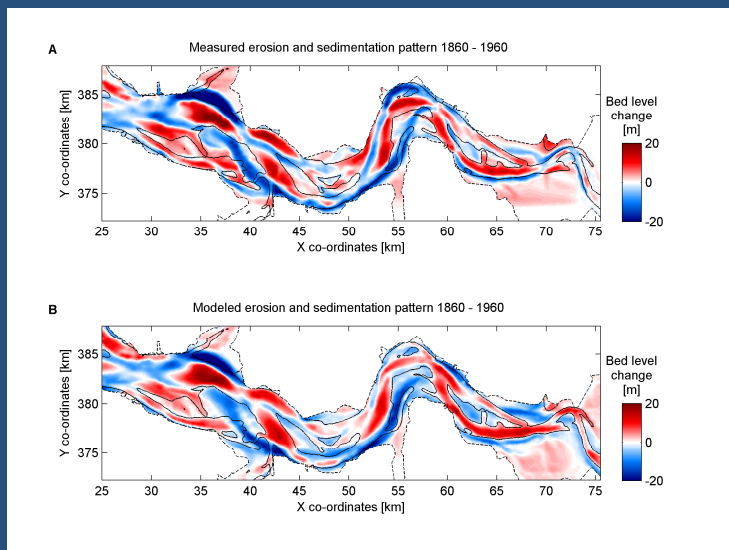 A
Measured erosion and sedimentation pattern 1860 - 1960
Y co-ordinates [km]
385
380
375
25 30 35 40 45 50 55 60 65 70 75
X co-ordinates [km]
Bed level
change
[m]
20
0
-20
B
Modeled erosion and sedimentation pattern 1860 - 1960
Y co-ordinates [km]
385
380
375
25 30 35 40 45 50 55 60 65 70 75
X co-ordinates [km]
Bed level
change
[m]
20
0
-20